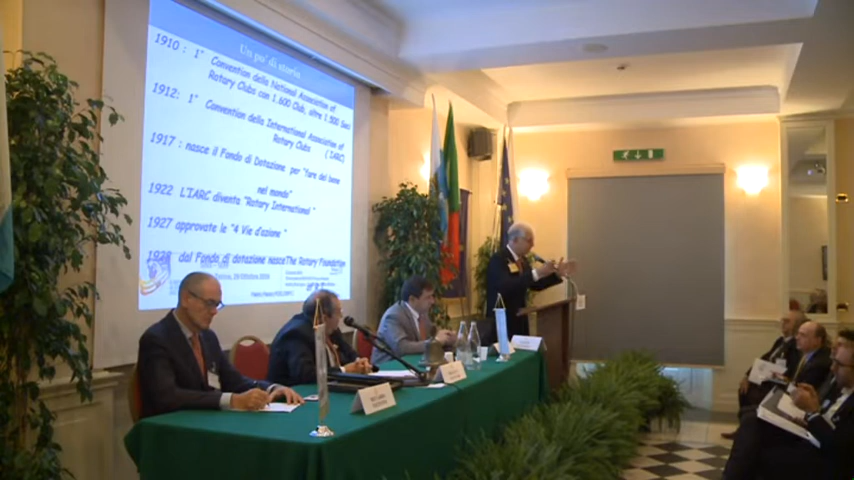 Un po' di storia
1910 : 1° Convention della National Association of
Rotary Clubs con 1.600 Club, oltre 1.500 Soci
1912: 1° Convention della International Association of
Rotary Clubs ( IARC)
1917 : nasce il Fondo di Dotazione per "fare del bene
nel mondo"
1922 L'IARC diventa "Rotary International "
1927 approvate le "4 Vie d'azione "
dal Fondo di dotazione nasce The Rotary Foundation